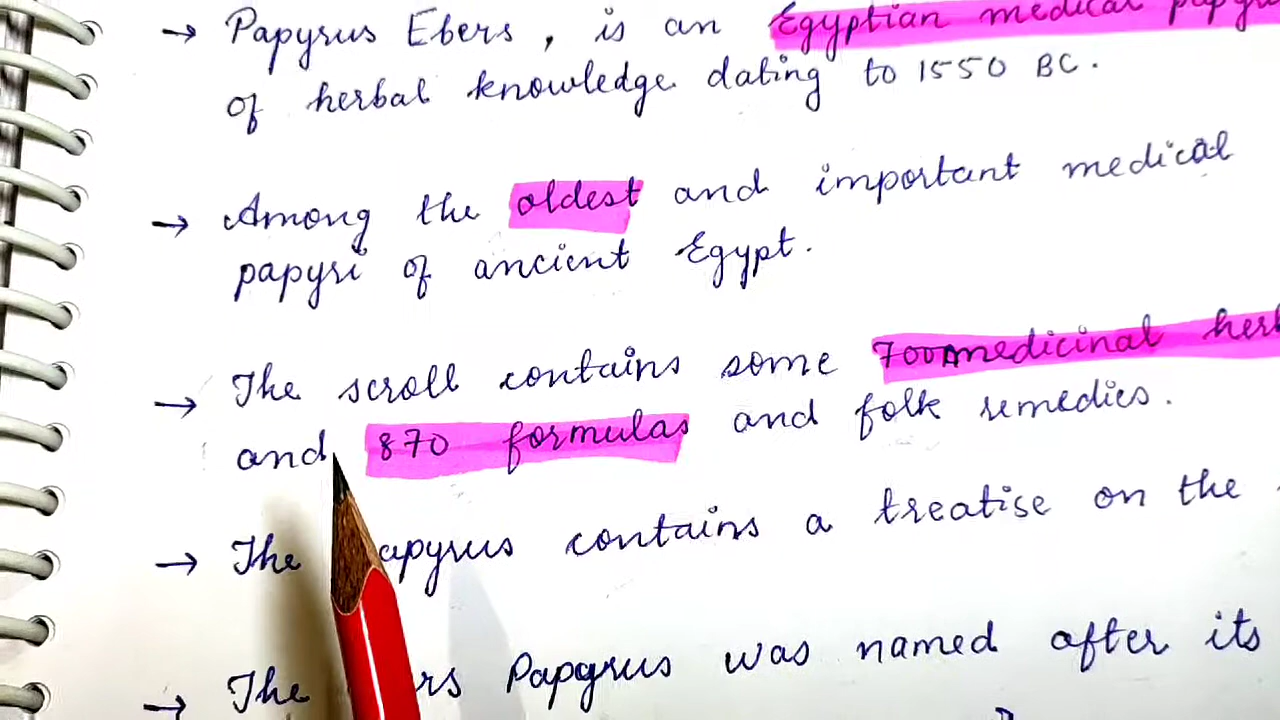 → Papyrus Ebers, is an Egyptian medical
of herbal knowledge dating to 1550 BC.
→ Among the oldest and important medical
papyri of ancient Egypt.
→ The scroll contains some 700 medicinal
and 870 formulas and folk remedies.
→ The apyrus contains a treatise on the
→ The rs Papyrus was named after its